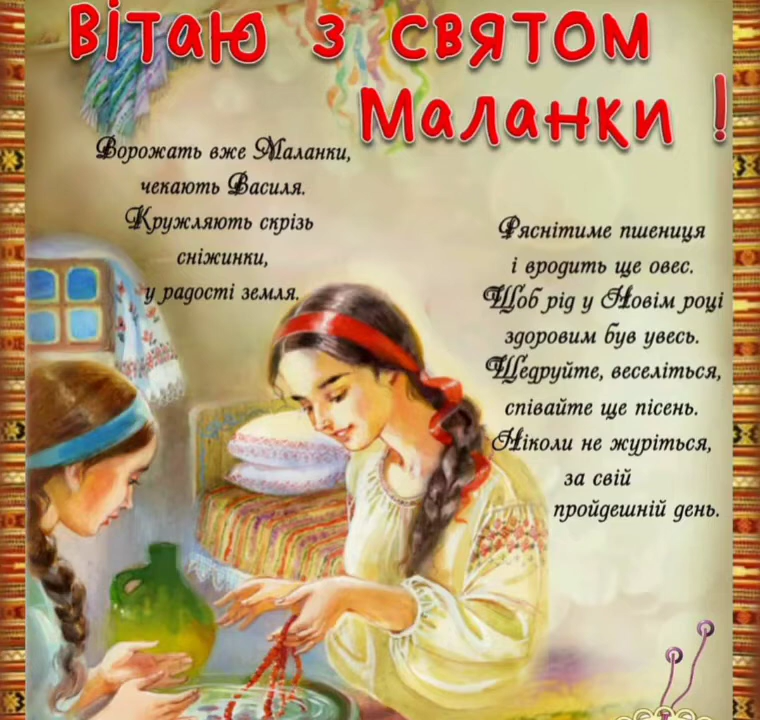 Вітаю з святом
Маланки !
Ворожать вже Маланки,
чекають Василя.
Кружляють скрізь
сніжинки,
у радості земля.
Ряснітиме пшениця
і вродить ще овес.
Щоб рід у Новім році
здоровим був увесь.
Щедруйте, веселіться,
співайте ще пісень.
Ніколи не журіться,
за свій
пройдешній день.